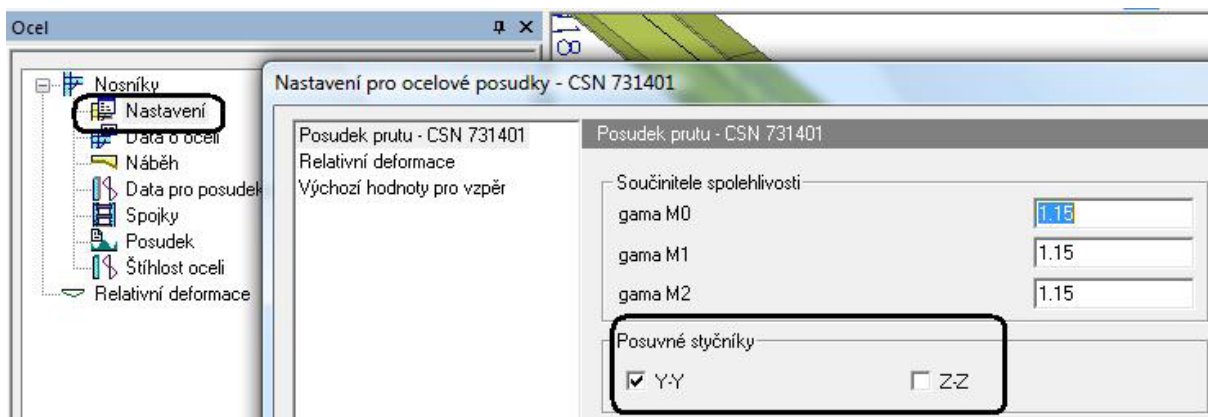 Ocel
Nosníky
Nastavení
Data o oceli
Náběh
Data pro posudek
Spojky
Posudek
Štíhlost oceli
Relativní deformace
Nastavení pro ocelové posudky - CSN 731401
Posudek prutu - CSN 731401
Relativní deformace
Výchozí hodnoty pro vzpěr
Posudek prutu - CSN 731401
Součinitele spolehlivosti
gama M0 1.15
gama M1 1.15
gama M2 1.15
Posuvné styčníky
Y-Y Z-Z